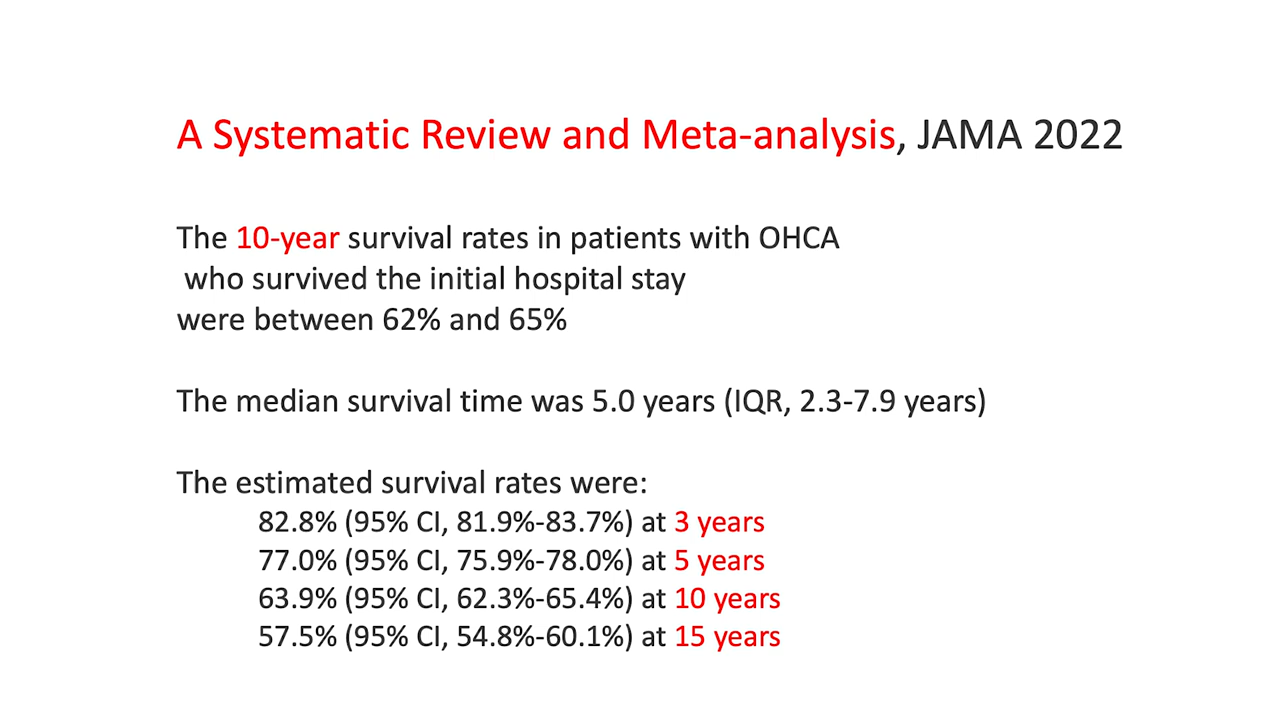 A Systematic Review and Meta-analysis, JAMA 2022
The 10-year survival rates in patients with OHCA
who survived the initial hospital stay
were between 62% and 65%
The median survival time was 5.0 years (IQR, 2.3-7.9 years)
The estimated survival rates were:
82.8% (95% CI, 81.9%-83.7%) at 3 years
77.0% (95% CI, 75.9%-78.0%) at 5 years
63.9% (95% CI, 62.3%-65.4%) at 10 years
57.5% (95% CI, 54.8%-60.1%) at 15 years